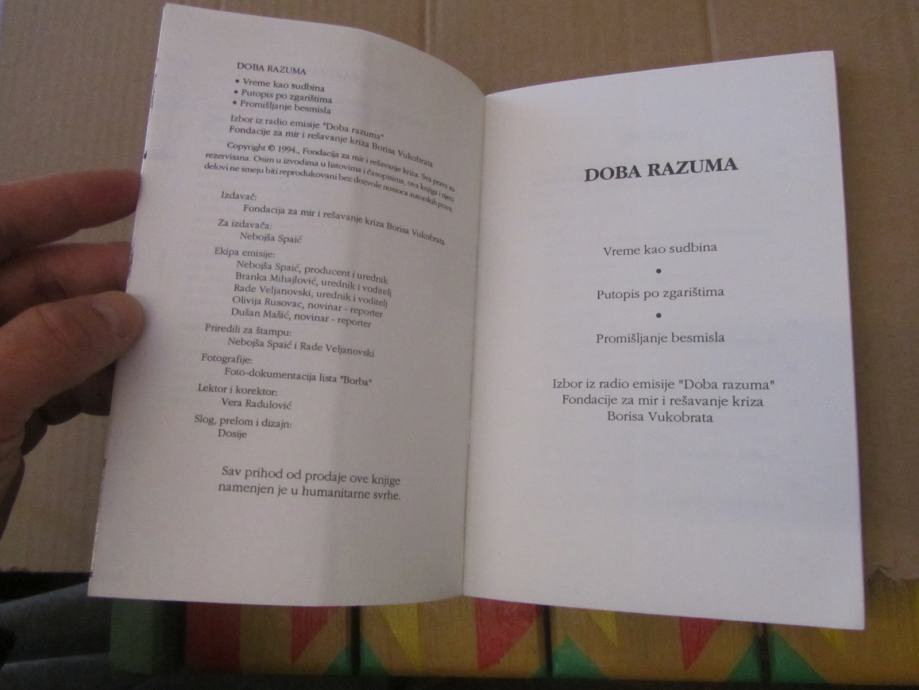 DOBA RAZUMA
• Vreme kao sudbina
• Putopis po zgarištima
• Promišljanje besmisla
Izbor iz radio emisije "Doba razuma"
Fondacije za mir i rešavanje kriza Borisa Vukobrata
Copyright © 1994., Fondacija za mir i rešavanje kriza. Sva prava su
rezervisana. Osim u izvodima u listovima i časopisima, ova knjiga i njeni
delovi ne smeju biti reprodukovani bez dozvole nosioca autorskih prava.
Izdavač:
Fondacija za mir i rešavanje kriza Borisa Vukobrata
Za izdavača:
Nebojša Spaić
Ekipa emisije:
Nebojša Spaić, producent i urednik
Branka Mihajlović, urednik i voditelj
Rade Veljanovski, urednik i voditelj
Olivija Rusovac, novinar - reporter
Dušan Mašić, novinar - reporter
Priredili za štampu:
Nebojša Spaić i Rade Veljanovski
Fotografije:
Foto-dokumentacija lista "Borba"
Lektor i korektor:
Vera Radulović
Slog, prelom i dizajn:
Dosije
Sav prihod od prodaje ove knjige
namenjen je u humanitarne svrhe.
DOBA RAZUMA
Vreme kao sudbina
•
Putopis po zgarištima
•
Promišljanje besmisla
Izbor iz radio emisije "Doba razuma"
Fondacije za mir i rešavanje kriza
Borisa Vukobrata